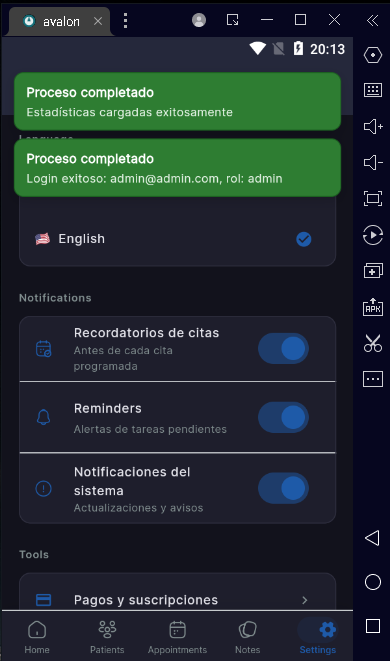 avalon
20:13
Proceso completado
Estadísticas cargadas exitosamente
Language
Proceso completado
Login exitoso: admin@admin.com, rol: admin
English
Notifications
Recordatorios de citas
Antes de cada cita
programada
Reminders
Alertas de tareas pendientes
Notificaciones del
sistema
Actualizaciones y avisos
Tools
Pagos y suscripciones
Home
Patients
Appointments
Notes
Settings
APK